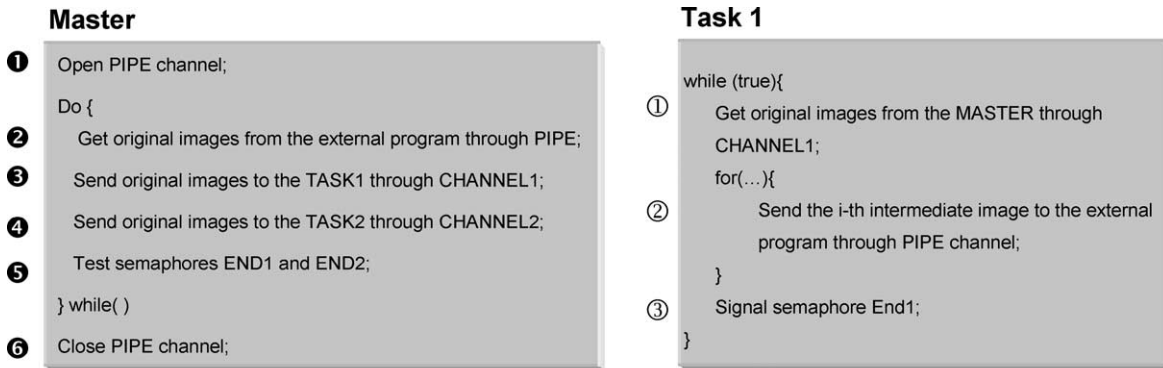 Master
❶ Open PIPE channel;
Do {
❷ Get original images from the external program through PIPE;
❸ Send original images to the TASK1 through CHANNEL1;
❹ Send original images to the TASK2 through CHANNEL2;
❺ Test semaphores END1 and END2;
} while( )
❻ Close PIPE channel;
Task 1
while (true){
① Get original images from the MASTER through
CHANNEL1;
for(…){
② Send the i-th intermediate image to the external
program through PIPE channel;
}
③ Signal semaphore End1;
}